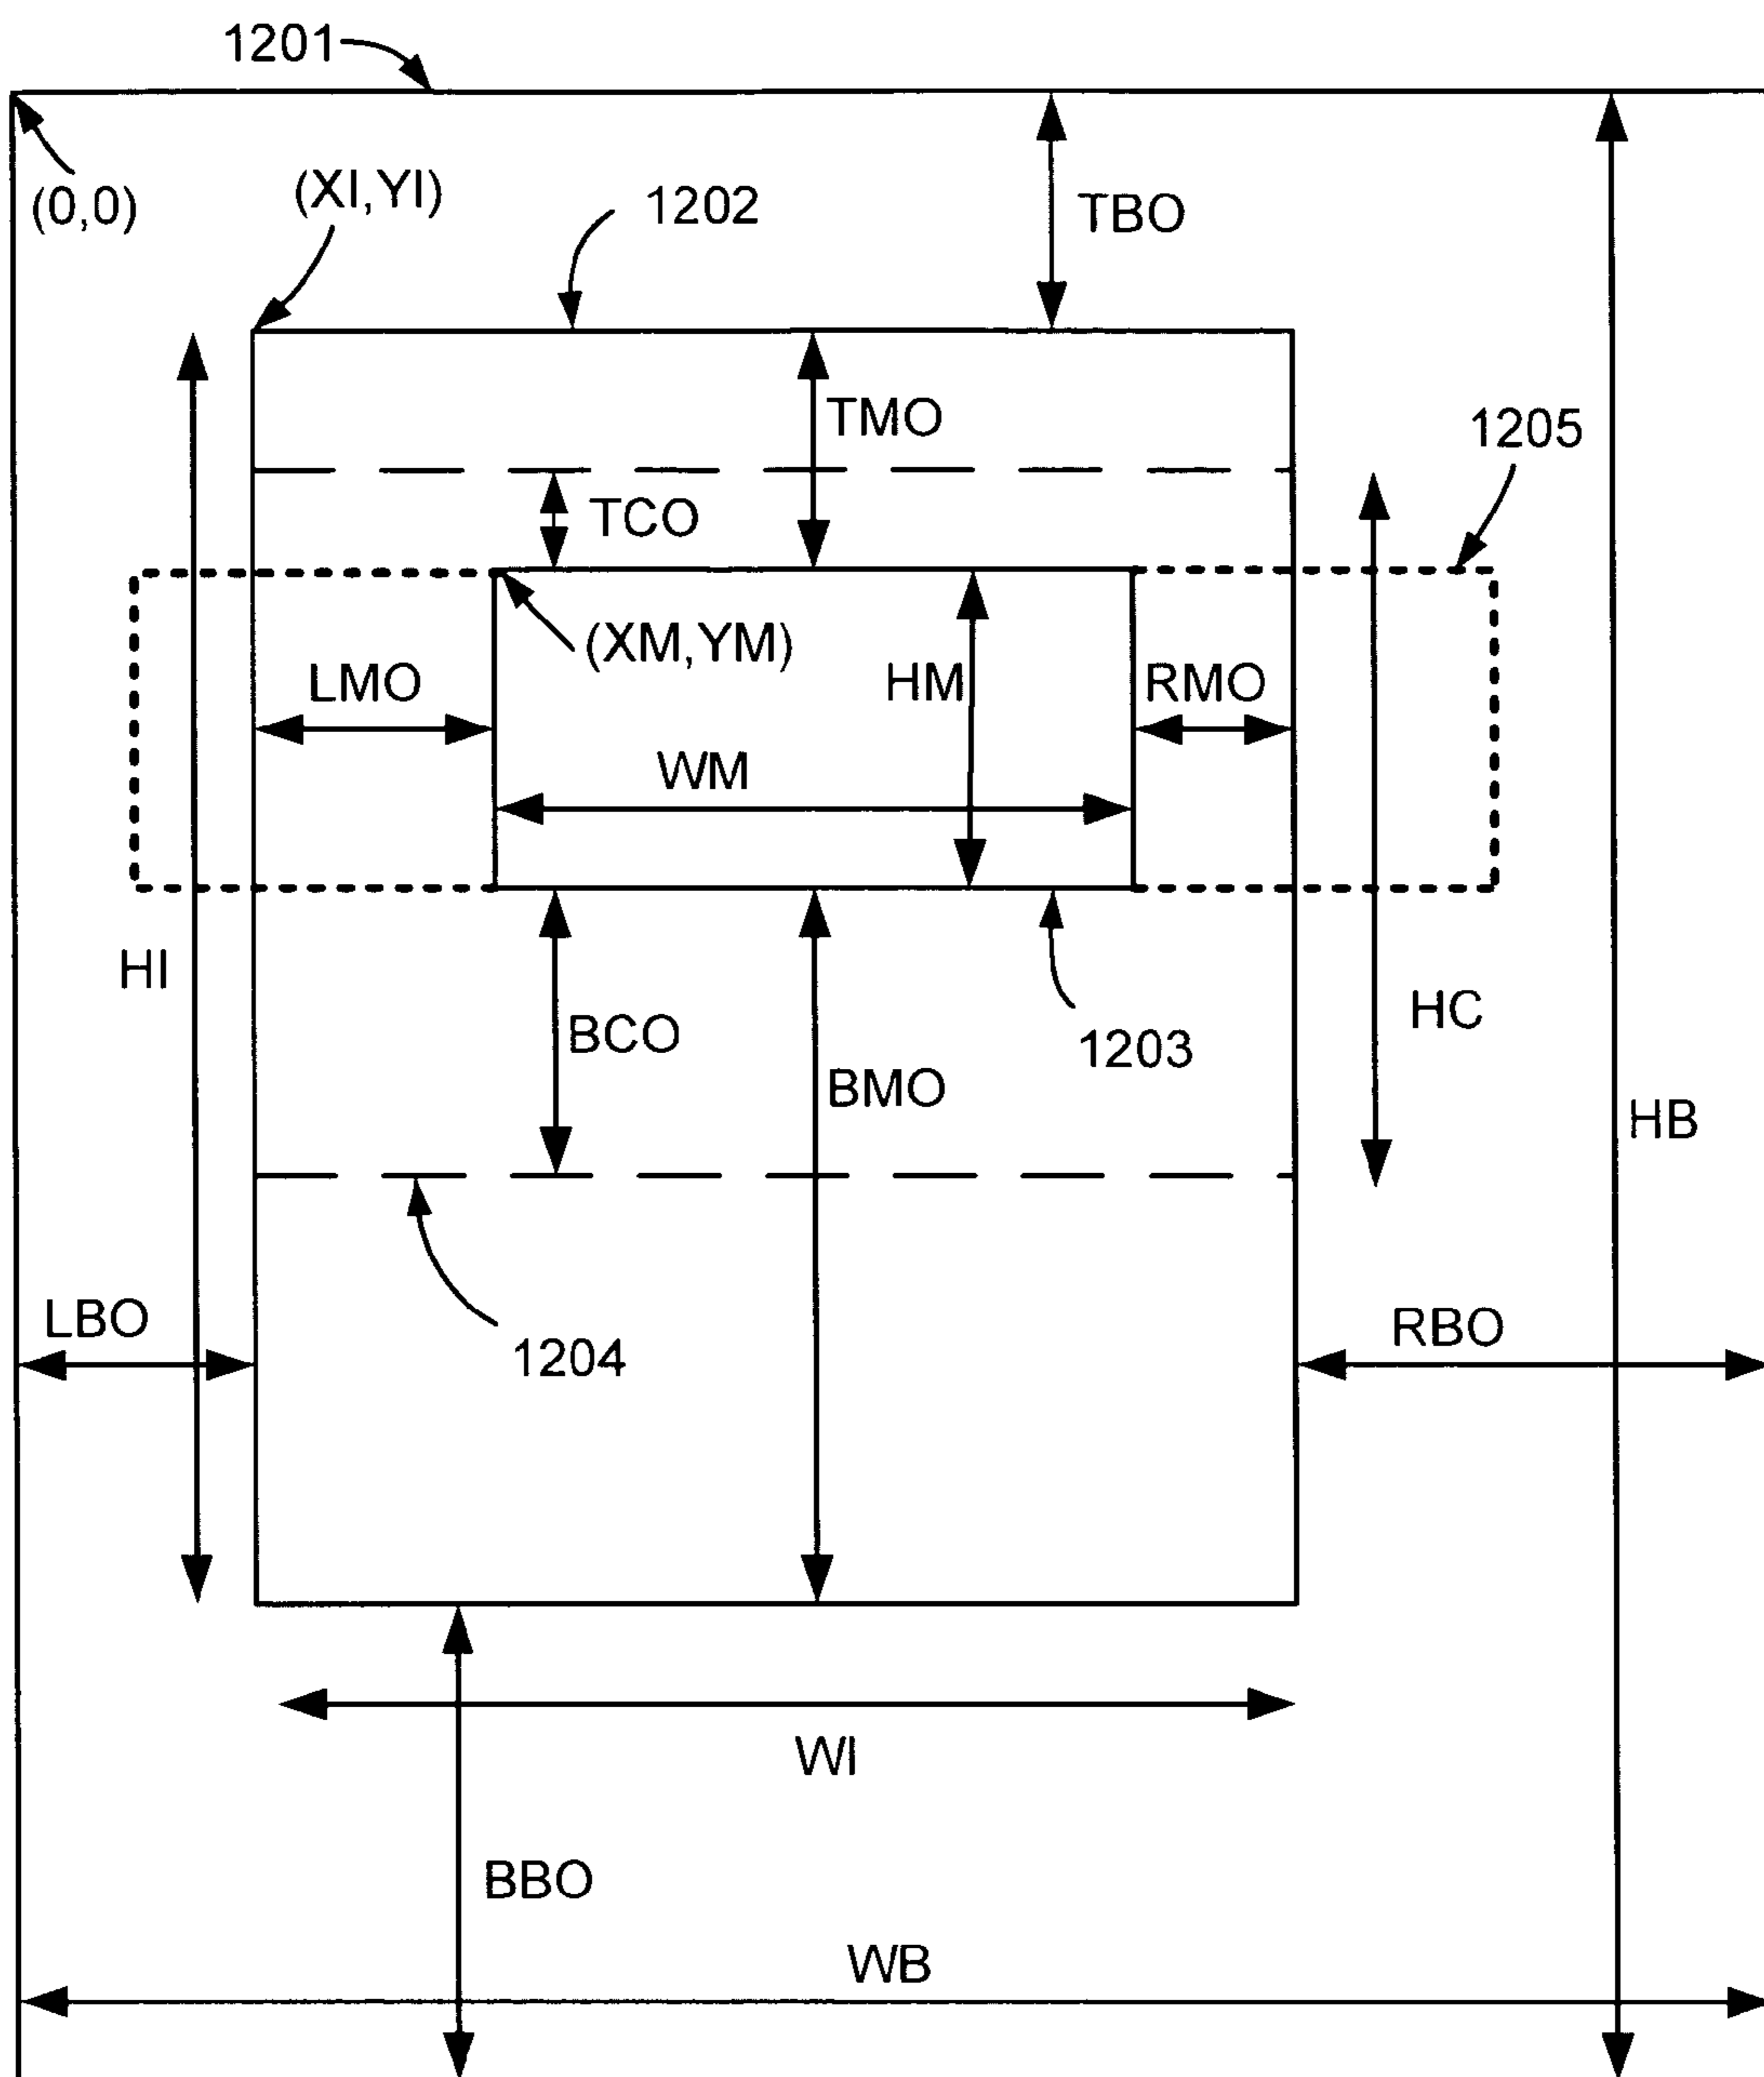 1201
(0,0)
(XI,YI)
1202
TBO
TMO
1205
TCO
(XM,YM)
LMO
HM
RMO
WM
HI
BCO
HC
1203
BMO
HB
LBO
RBO
1204
WI
BBO
WB